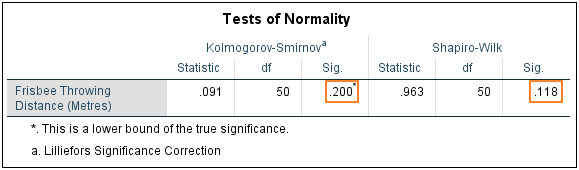 Tests of Normality
Kolmogorov-Smirnovᵃ Shapiro-Wilk
Statistic df Sig. Statistic df Sig.
Frisbee Throwing Distance (Metres) .091 50 .200* .963 50 .118
*. This is a lower bound of the true significance.
a. Lilliefors Significance Correction